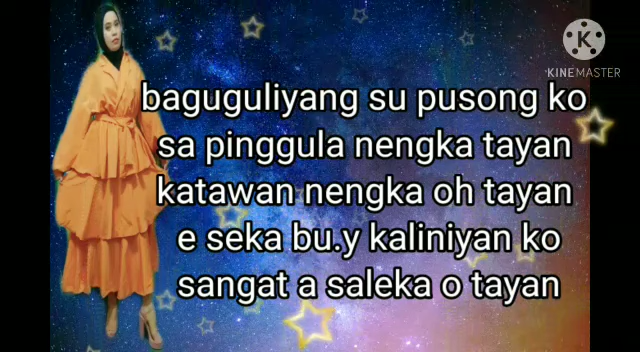 KINEMASTER
baguguliyang su pusong ko
sa pinggula nengka tayan
katawan nengka oh tayan
e seka bu.y kaliniyan ko
sangat a saleka o tayan